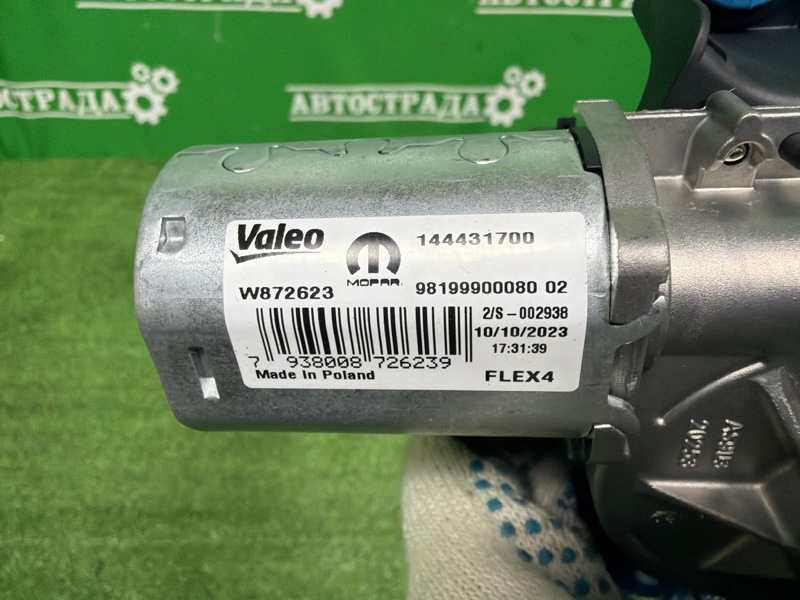 АВТОСТРАДА
АВТОСТРАДА
Valeo
MOPAR
144431700
W872623
98199900080 02
2/S-002938
10/10/2023
17:31:39
7 938008 726239
Made in Poland
FLEX4